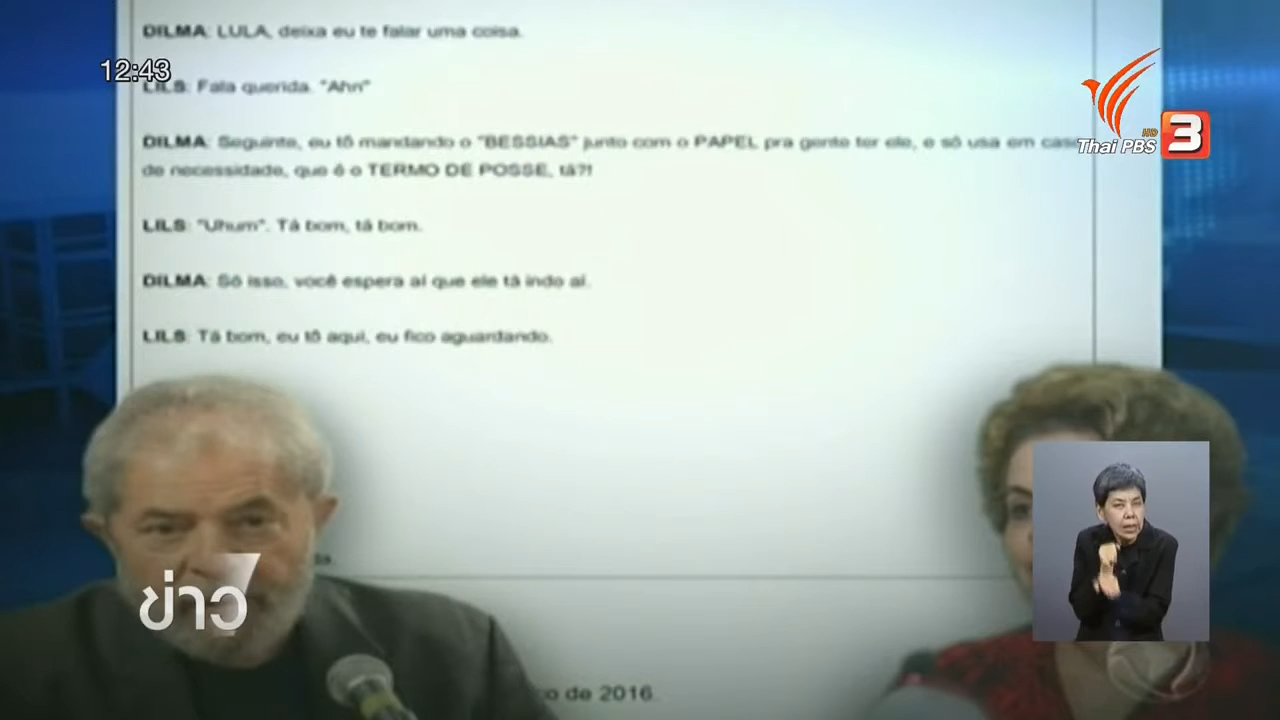 DILMA: LULA, deixa eu te falar uma coisa.
12:43
LILS: Fala querida. "Ahn"
DILMA: Seguinte, eu tô mandando o "BESSIAS" junto com o PAPEL pra gente ter ele, e só usa em caso
de necessidade, que é o TERMO DE POSSE, tá?!
HD
Thai PBS 3
LILS: "Uhum". Tá bom, tá bom.
DILMA: Só isso, você espera aí que ele tá indo aí.
LILS: Tá bom, eu tô aqui, eu fico aguardando.
ข่าว
de 2016.